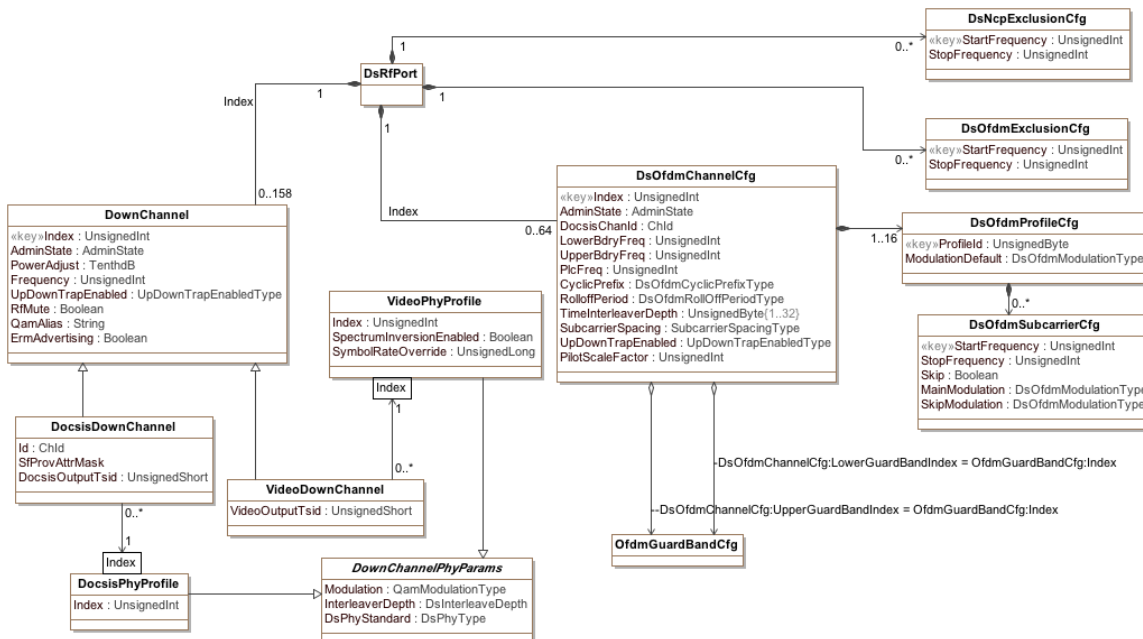 DsNcpExclusionCfg
«key»StartFrequency : UnsignedInt
StopFrequency : UnsignedInt
1
0..*
DsRfPort
1
1
1
Index
DsOfdmExclusionCfg
«key»StartFrequency : UnsignedInt
StopFrequency : UnsignedInt
0..*
0..158
Index
0..64
DownChannel
«key»Index : UnsignedInt
AdminState : AdminState
PowerAdjust : TenthdB
Frequency : UnsignedInt
UpDownTrapEnabled : UpDownTrapEnabledType
RfMute : Boolean
QamAlias : String
ErmAdvertising : Boolean
DsOfdmChannelCfg
«key»Index : UnsignedInt
AdminState : AdminState
DocsisChanId : ChId
LowerBdryFreq : UnsignedInt
UpperBdryFreq : UnsignedInt
PlcFreq : UnsignedInt
CyclicPrefix : DsOfdmCyclicPrefixType
RolloffPeriod : DsOfdmRollOffPeriodType
TimeInterleaverDepth : UnsignedByte{1..32}
SubcarrierSpacing : SubcarrierSpacingType
UpDownTrapEnabled : UpDownTrapEnabledType
PilotScaleFactor : UnsignedInt
1..16
DsOfdmProfileCfg
«key»ProfileId : UnsignedByte
ModulationDefault : DsOfdmModulationType
0..*
DsOfdmSubcarrierCfg
«key»StartFrequency : UnsignedInt
StopFrequency : UnsignedInt
Skip : Boolean
MainModulation : DsOfdmModulationType
SkipModulation : DsOfdmModulationType
VideoPhyProfile
Index : UnsignedInt
SpectrumInversionEnabled : Boolean
SymbolRateOverride : UnsignedLong
Index
1
0..*
DocsisDownChannel
Id : ChId
SfProvAttrMask
DocsisOutputTsid : UnsignedShort
VideoDownChannel
VideoOutputTsid : UnsignedShort
-DsOfdmChannelCfg:LowerGuardBandIndex = OfdmGuardBandCfg:Index
--DsOfdmChannelCfg:UpperGuardBandIndex = OfdmGuardBandCfg:Index
OfdmGuardBandCfg
0..*
1
Index
DocsisPhyProfile
Index : UnsignedInt
DownChannelPhyParams
Modulation : QamModulationType
InterleaverDepth : DsInterleaveDepth
DsPhyStandard : DsPhyType